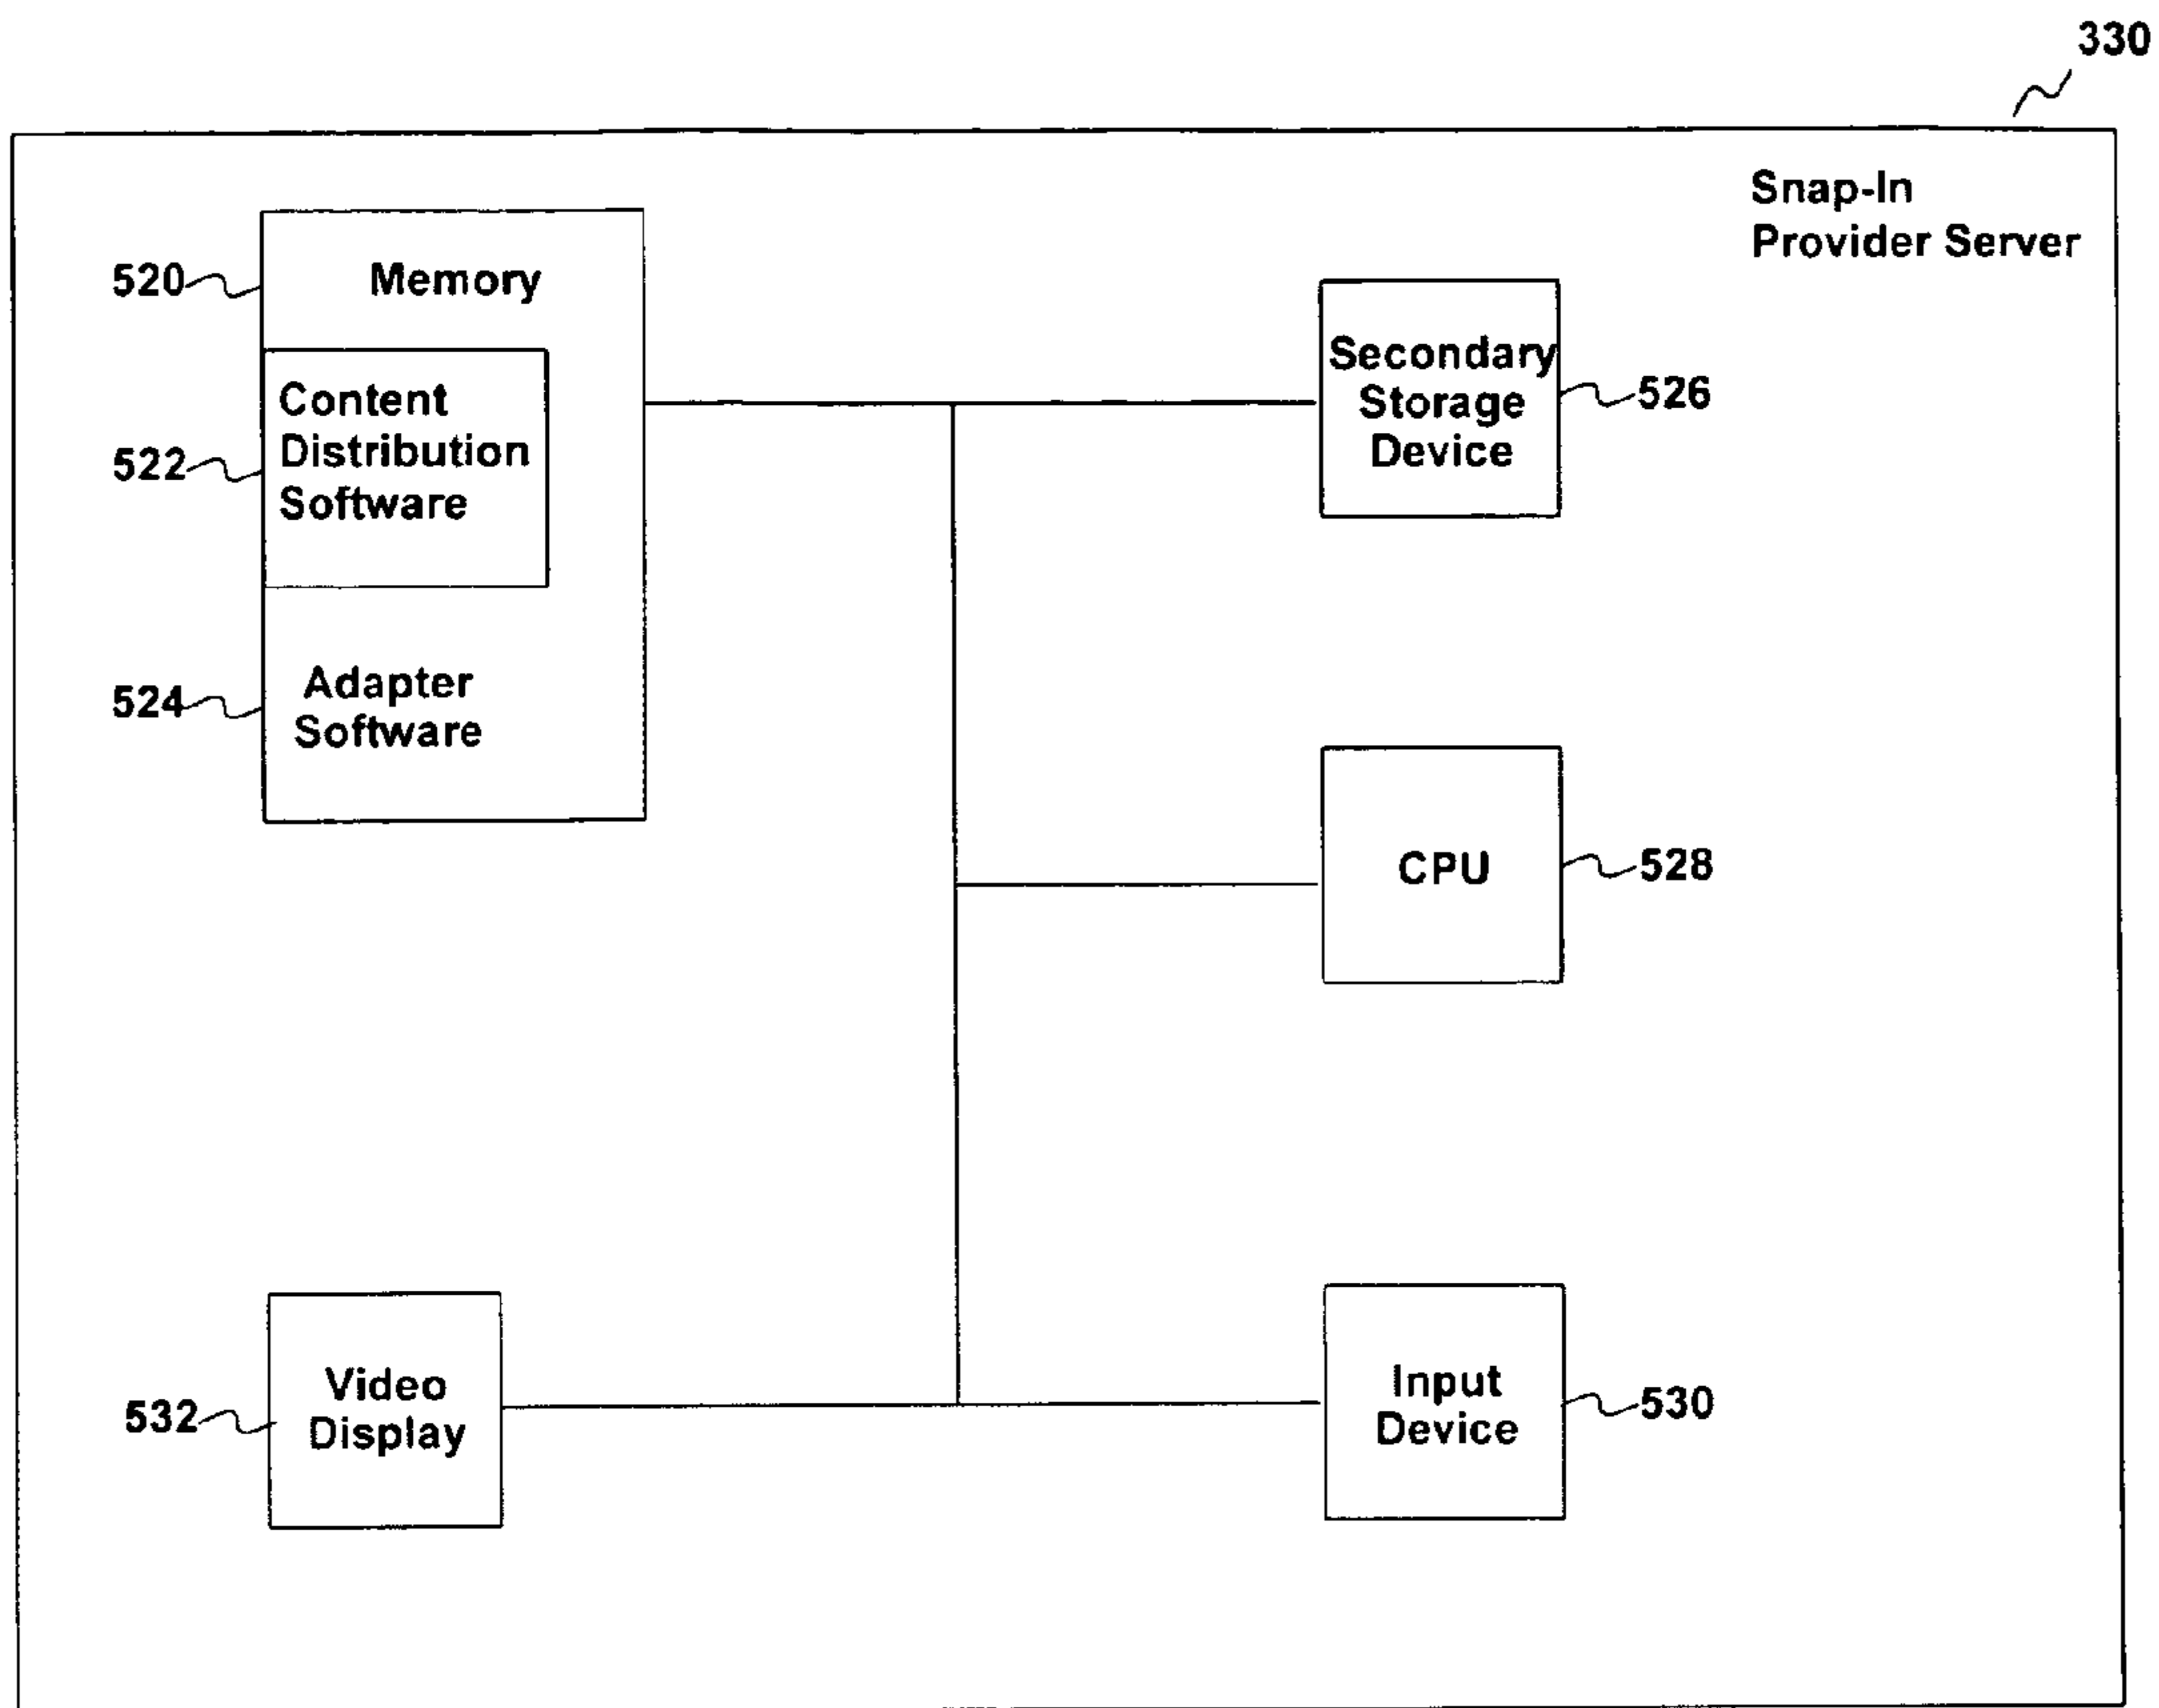 330
Snap-In
Provider Server
520
Memory
522
Content
Distribution
Software
524
Adapter
Software
Secondary
Storage
Device
526
CPU
528
532
Video
Display
Input
Device
530